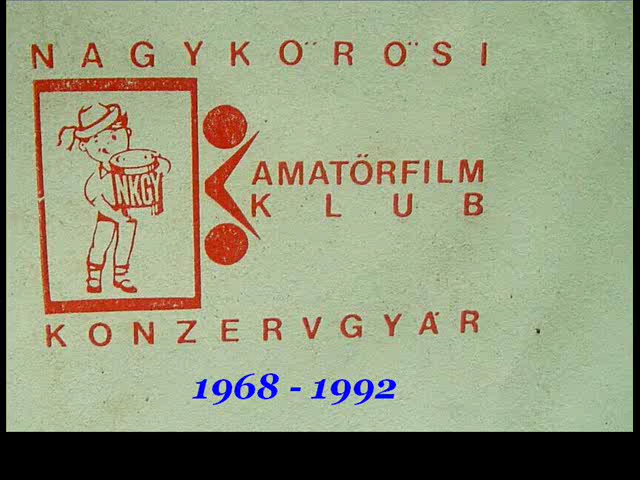 NAGYKŐRÖSI
NKGY
AMATŐRFILM
KLUB
KONZERVGYÁR
1968 - 1992